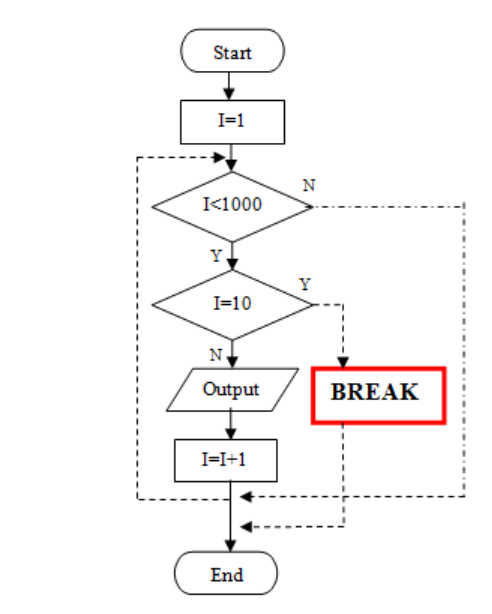 Start
I=1
N
I<1000
Y
Y
I=10
N
Output
BREAK
I=I+1
End